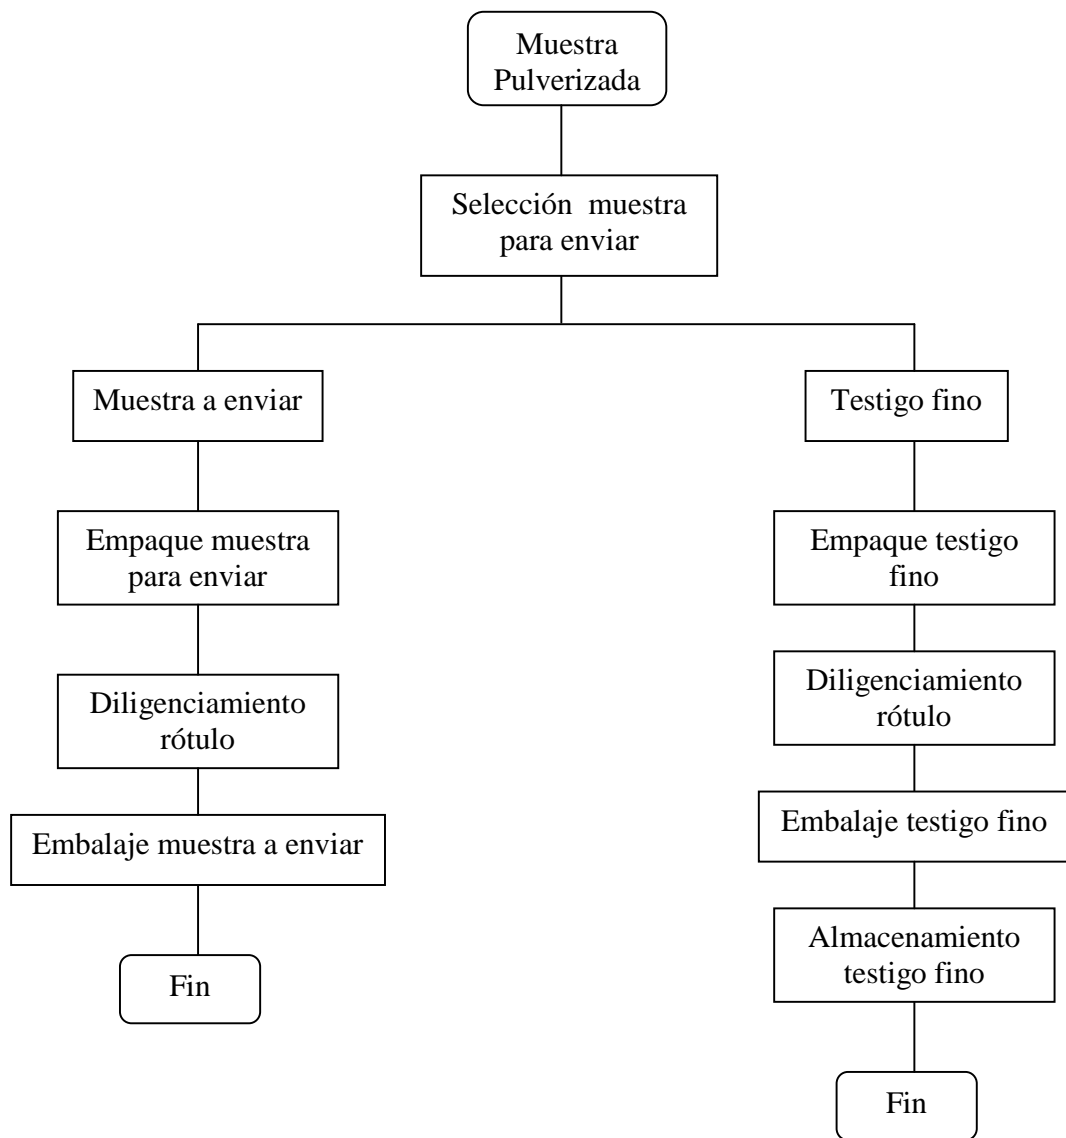 Muestra
Pulverizada
Selección muestra
para enviar
Muestra a enviar
Testigo fino
Empaque muestra
para enviar
Empaque testigo
fino
Diligenciamiento
rótulo
Diligenciamiento
rótulo
Embalaje testigo fino
Embalaje muestra a enviar
Almacenamiento
testigo fino
Fin
Fin